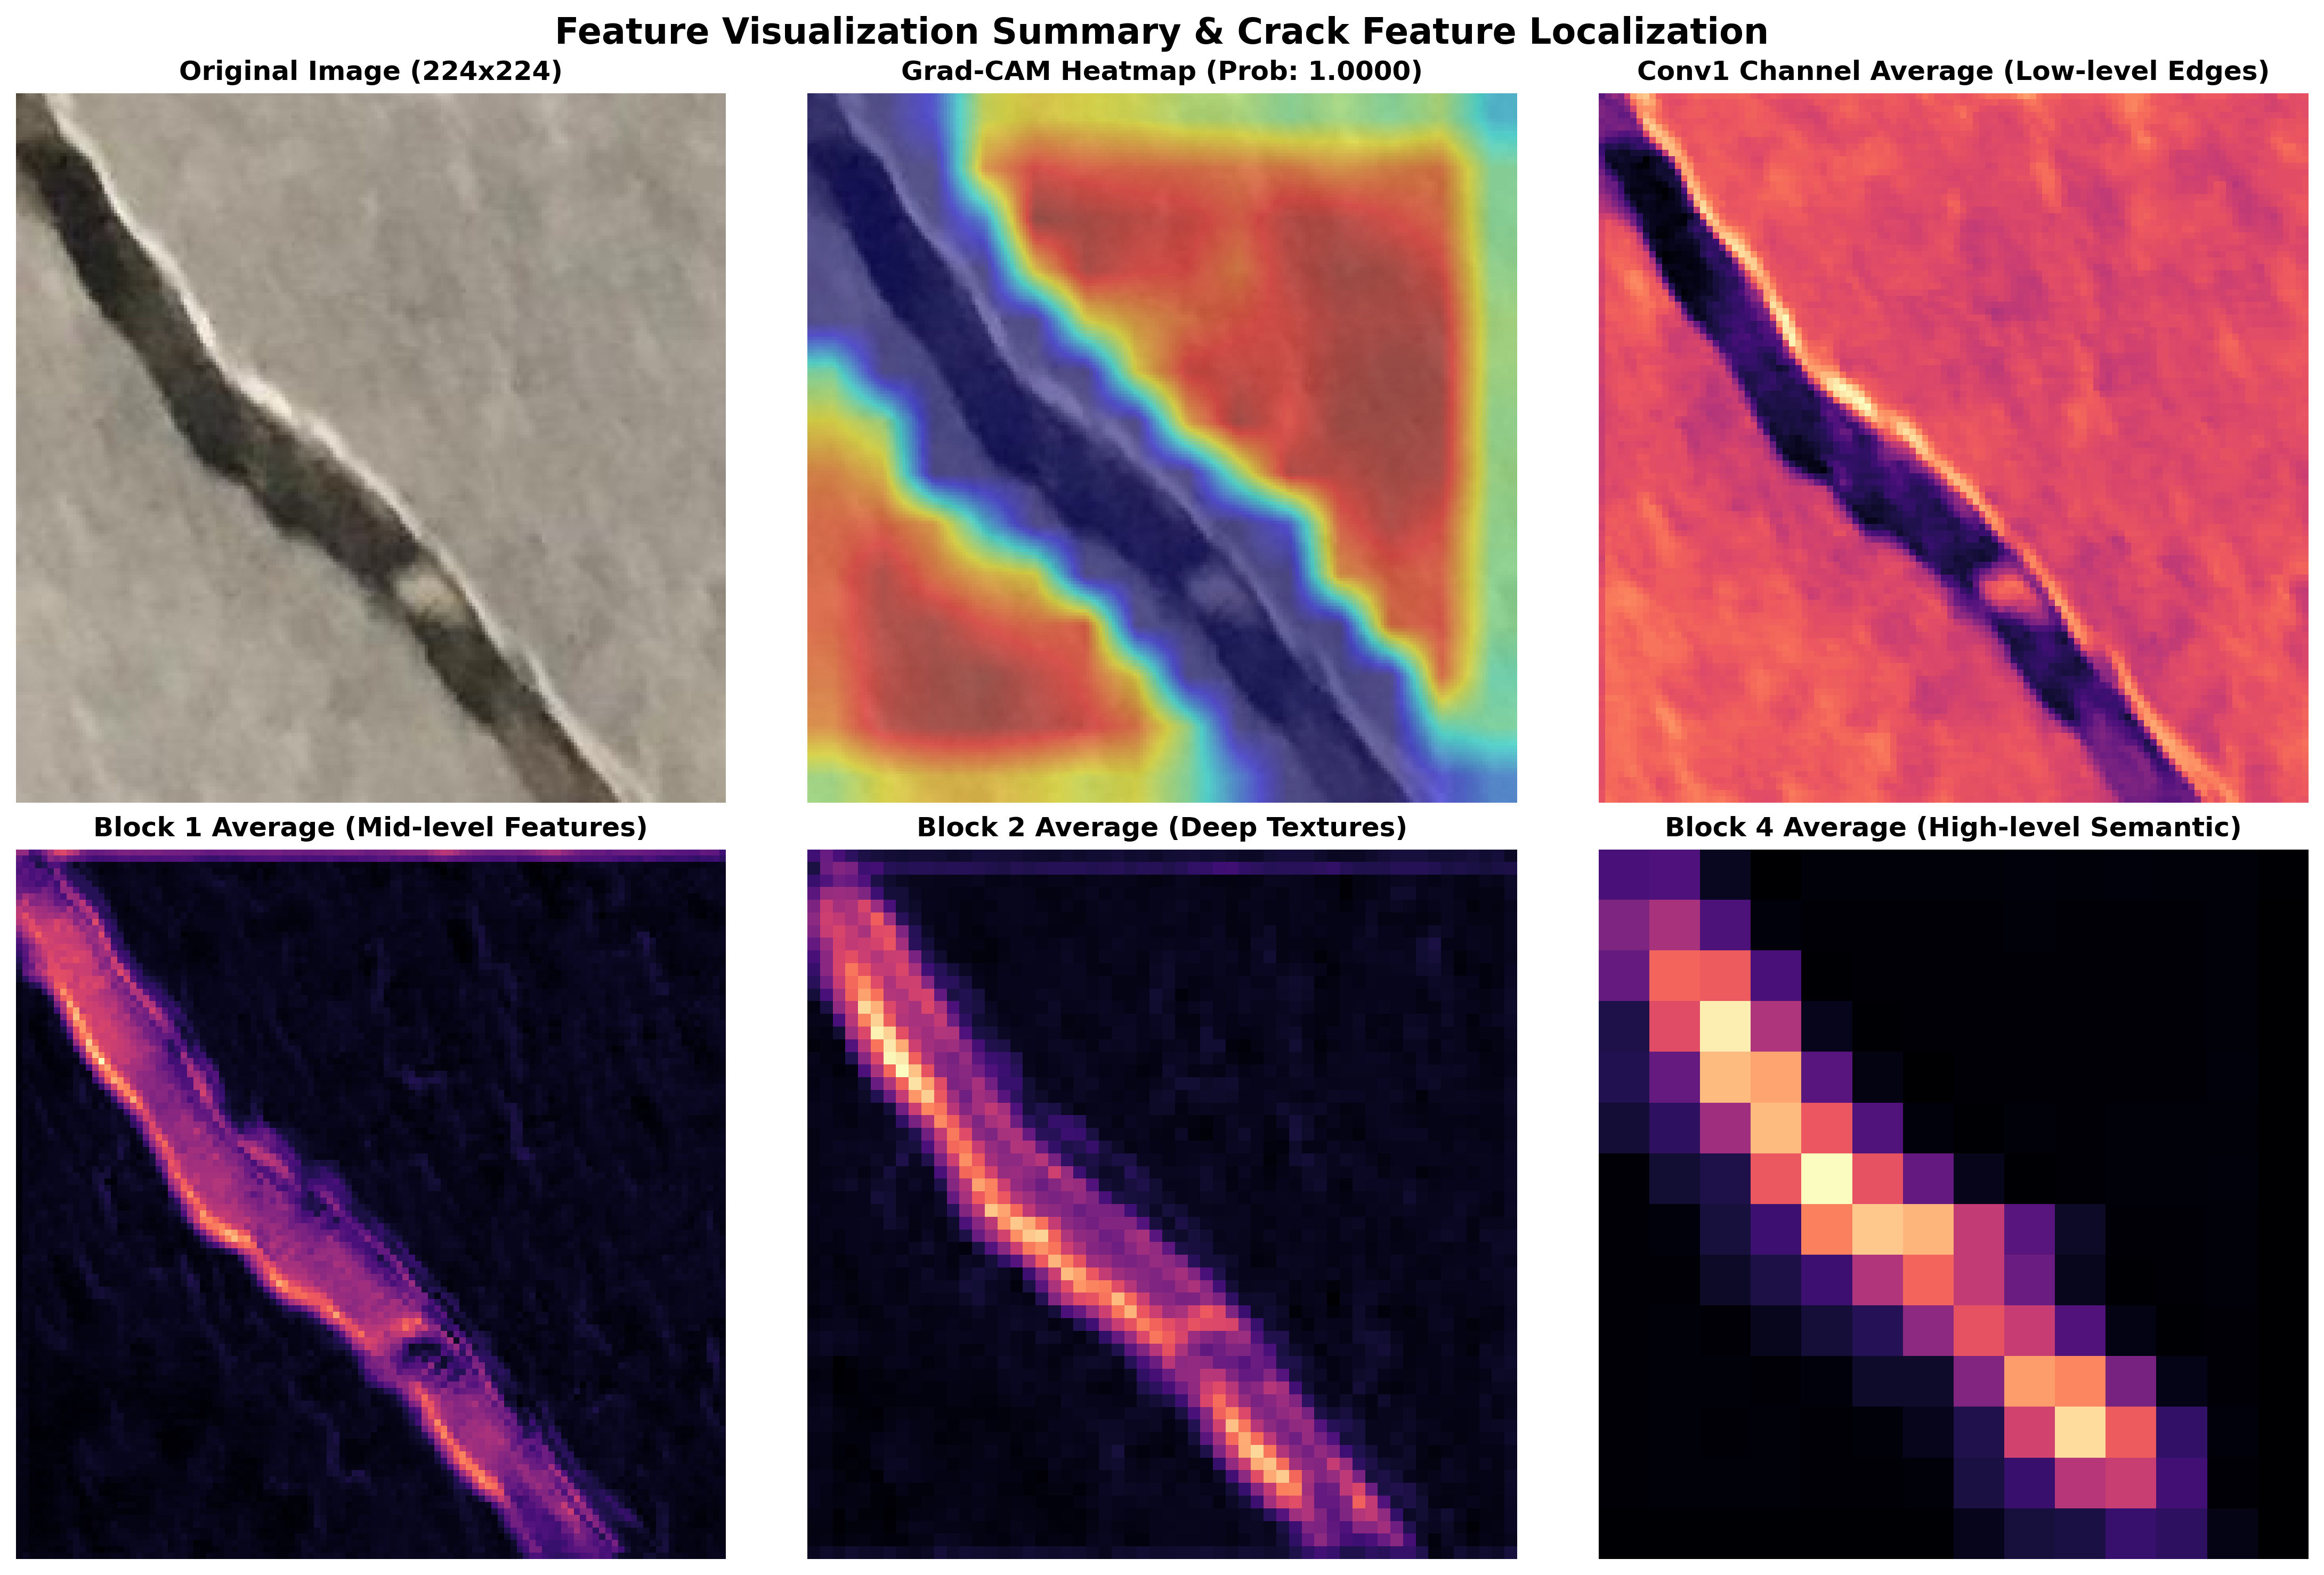 Feature Visualization Summary & Crack Feature Localization
Original Image (224x224)
Grad-CAM Heatmap (Prob: 1.0000)
Conv1 Channel Average (Low-level Edges)
Block 1 Average (Mid-level Features)
Block 2 Average (Deep Textures)
Block 4 Average (High-level Semantic)